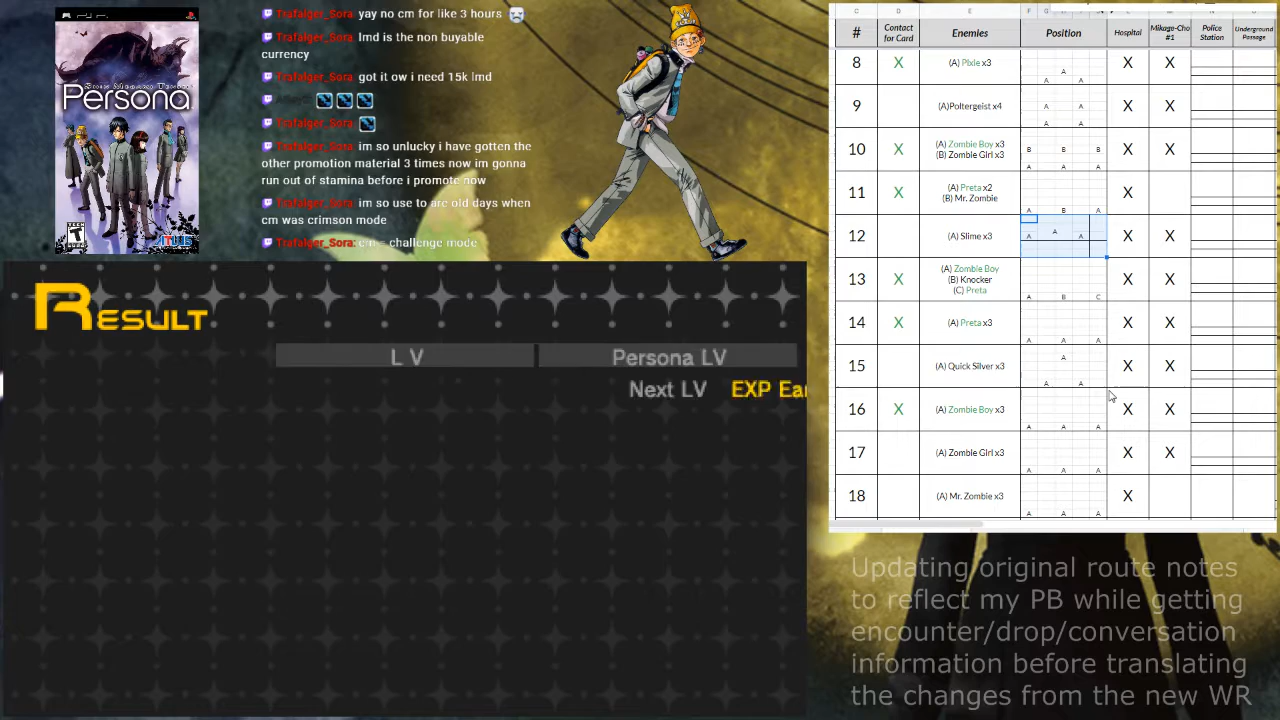 Persona
ATLUS
Trafalger_Sora: yay no cm for like 3 hours
Trafalger_Sora: lmd is the non buyable
currency
Trafalger_Sora: got it ow i need 15k lmd
Trafalger_Sora:
Trafalger_Sora: im so unlucky i have gotten the
other promotion material 3 times now im gonna
run out of stamina before i promote now
Trafalger_Sora: im so use to arc old days when
cm was crimson mode
Trafalger_Sora: cm = challenge mode
RESULT
LV Persona LV
Next LV EXP Ear
C D E F G
# Contact for Card Enemies Position Hospital Mikage-Cho #1 Police Station Underground Passage
8 X (A) Pixie x3 A A A X X
9 (A)Poltergeist x4 A A A A X X
10 X (A) Zombie Boy x3 (B) Zombie Girl x3 B B B A A A X X
11 X (A) Preta x2 (B) Mr. Zombie A B A X
12 (A) Slime x3 A A A X X
13 X (A) Zombie Boy (B) Knocker (C) Preta A B C X X
14 X (A) Preta x3 A A A X X
15 (A) Quick Silver x3 A A A X X
16 X (A) Zombie Boy x3 A A A X X
17 (A) Zombie Girl x3 A A A X X
18 (A) Mr. Zombie x3 A A A X
Updating original route notes
to reflect my PB while getting
encounter/drop/conversation
information before translating
the changes from the new WR